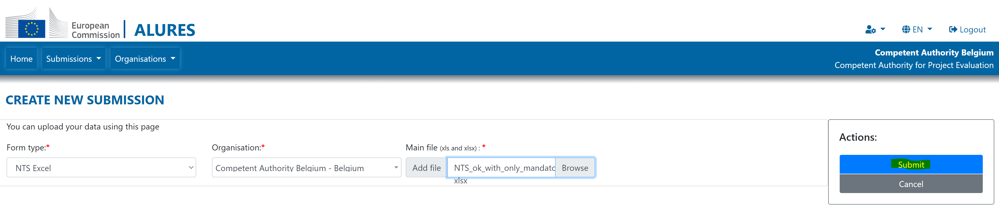 European
Commission
ALURES
EN
Logout
Home
Submissions
Organisations
Competent Authority Belgium
Competent Authority for Project Evaluation
CREATE NEW SUBMISSION
You can upload your data using this page
Form type:*
Organisation:*
Main file (xls and xlsx) : *
NTS Excel
Competent Authority Belgium - Belgium
Add file
NTS_ok_with_only_mandato
xlsx
Browse
Actions:
Submit
Cancel